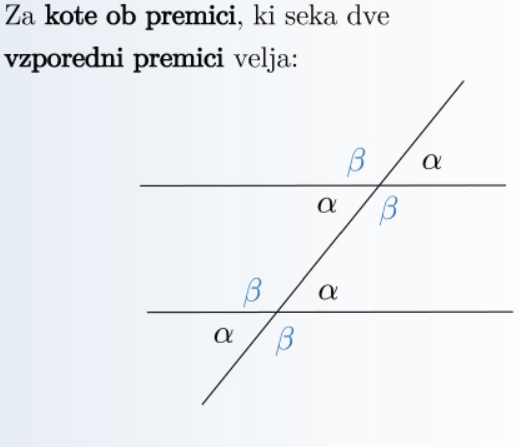 Za kote ob premici, ki seka dve
vzporedni premici velja:
β α
α β
β α
α β